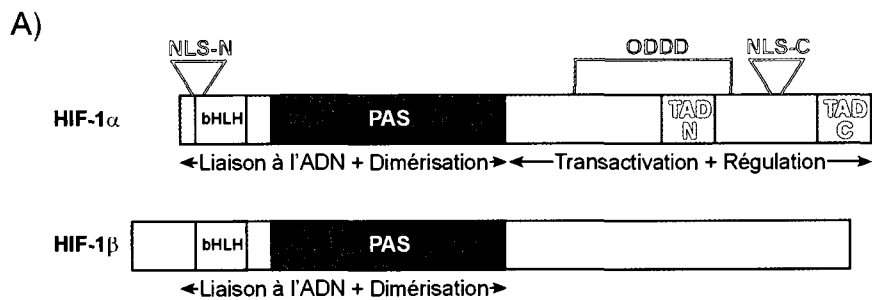 A)
NLS-N
ODDD
NLS-C
HIF-1α
bHLH
PAS
TAD N
TAD C
Liaison à l'ADN + Dimérisation
Transactivation + Régulation
HIF-1β
bHLH
PAS
Liaison à l'ADN + Dimérisation